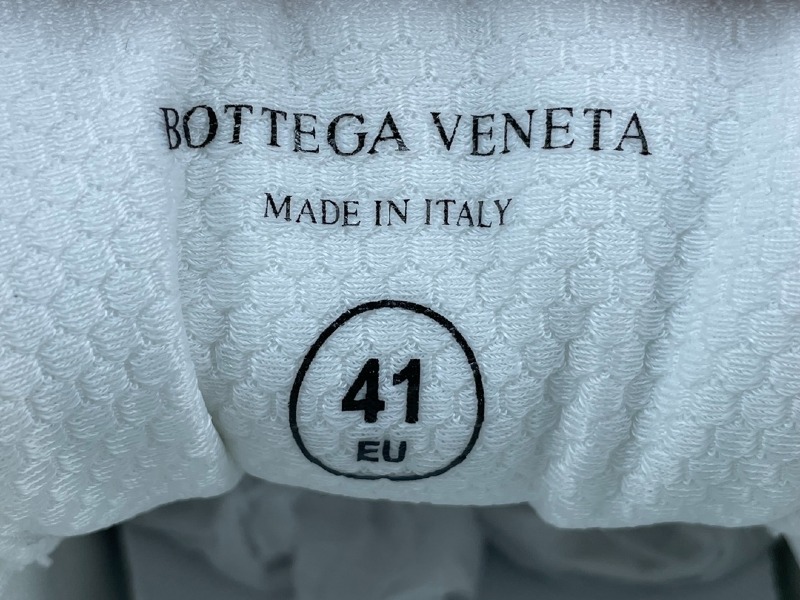 BOTTEGA VENETA
MADE IN ITALY
41
EU